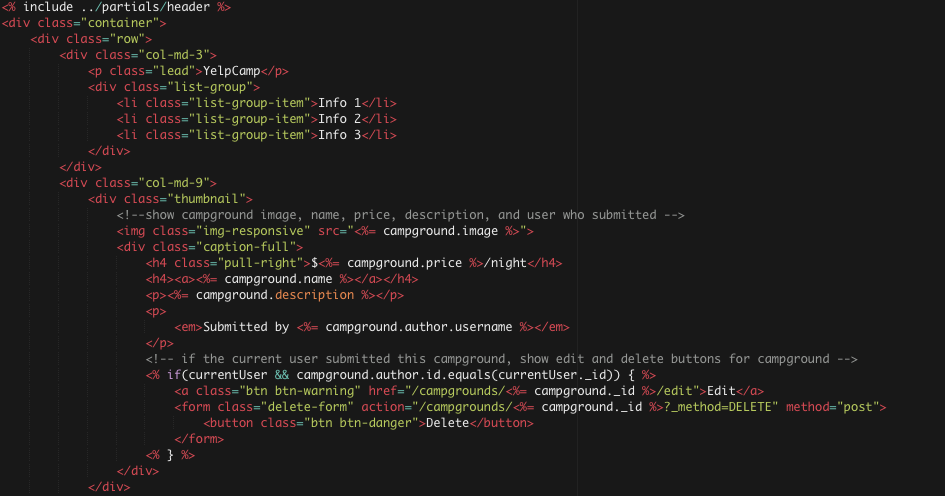 <% include ../partials/header %>
<div class="container">
    <div class="row">
        <div class="col-md-3">
            <p class="lead">YelpCamp</p>
            <div class="list-group">
                <li class="list-group-item">Info 1</li>
                <li class="list-group-item">Info 2</li>
                <li class="list-group-item">Info 3</li>
            </div>
        </div>
        <div class="col-md-9">
            <div class="thumbnail">
                <!--show campground image, name, price, description, and user who submitted -->
                <img class="img-responsive" src="<%= campground.image %>">
                <div class="caption-full">
                    <h4 class="pull-right">$<%= campground.price %>/night</h4>
                    <h4><a><%= campground.name %></a></h4>
                    <p><%= campground.description %></p>
                    <p>
                        <em>Submitted by <%= campground.author.username %></em>
                    </p>
                    <!-- if the current user submitted this campground, show edit and delete buttons for campground -->
                    <% if(currentUser && campground.author.id.equals(currentUser._id)) { %>
                        <a class="btn btn-warning" href="/campgrounds/<%= campground._id %>/edit">Edit</a>
                        <form class="delete-form" action="/campgrounds/<%= campground._id %>?_method=DELETE" method="post">
                            <button class="btn btn-danger">Delete</button>
                        </form>
                    <% } %>
                </div>
            </div>